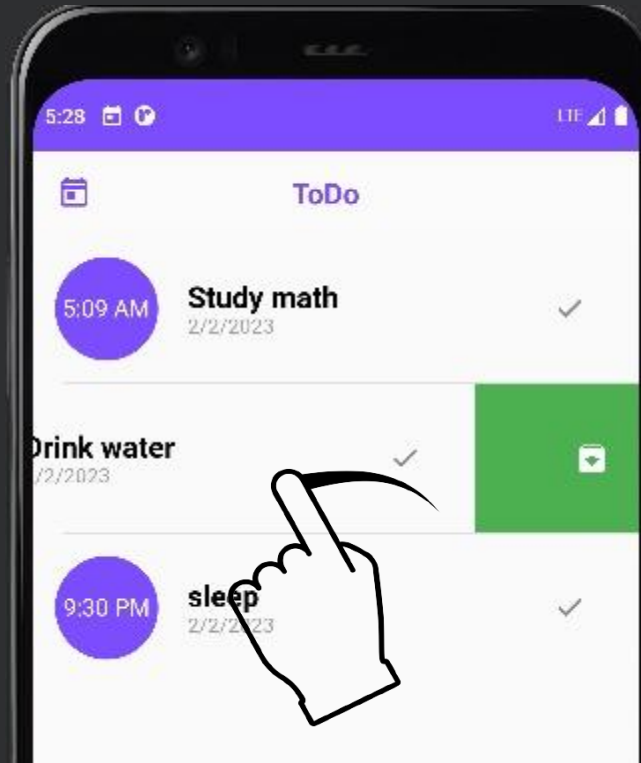 5:28 LTE
ToDo
5:09 AM
Study math
2/2/2023
Drink water
/2/2023
9:30 PM
sleep
2/2/2023